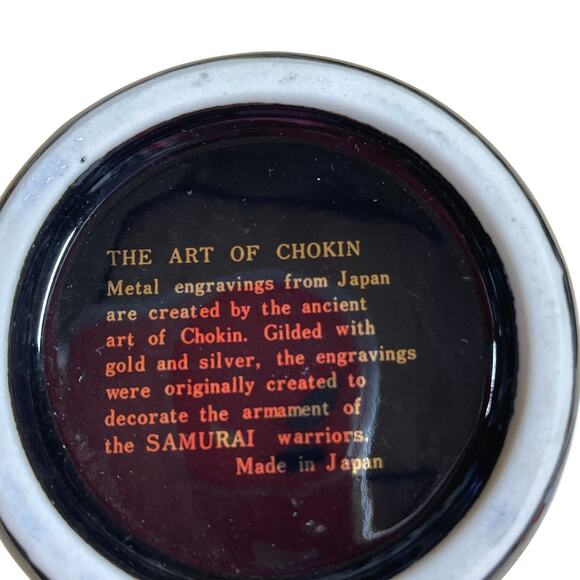 THE ART OF CHOKIN
Metal engravings from Japan
are created by the ancient
art of Chokin. Gilded with
gold and silver, the engravings
were originally created to
decorate the armament of
the SAMURAI warriors.
Made in Japan